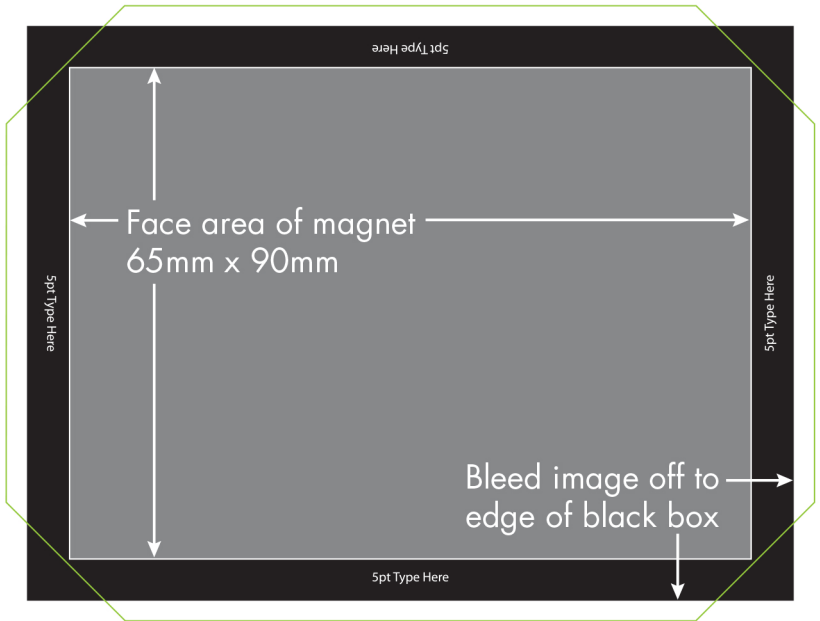 5pt Type Here
Face area of magnet
65mm x 90mm
5pt Type Here
5pt Type Here
Bleed image off to
edge of black box
5pt Type Here